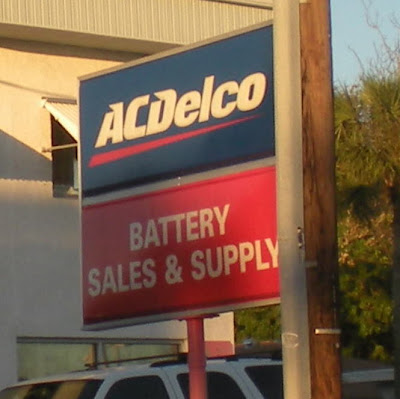 ACDelco
BATTERY
SALES & SUPPLY